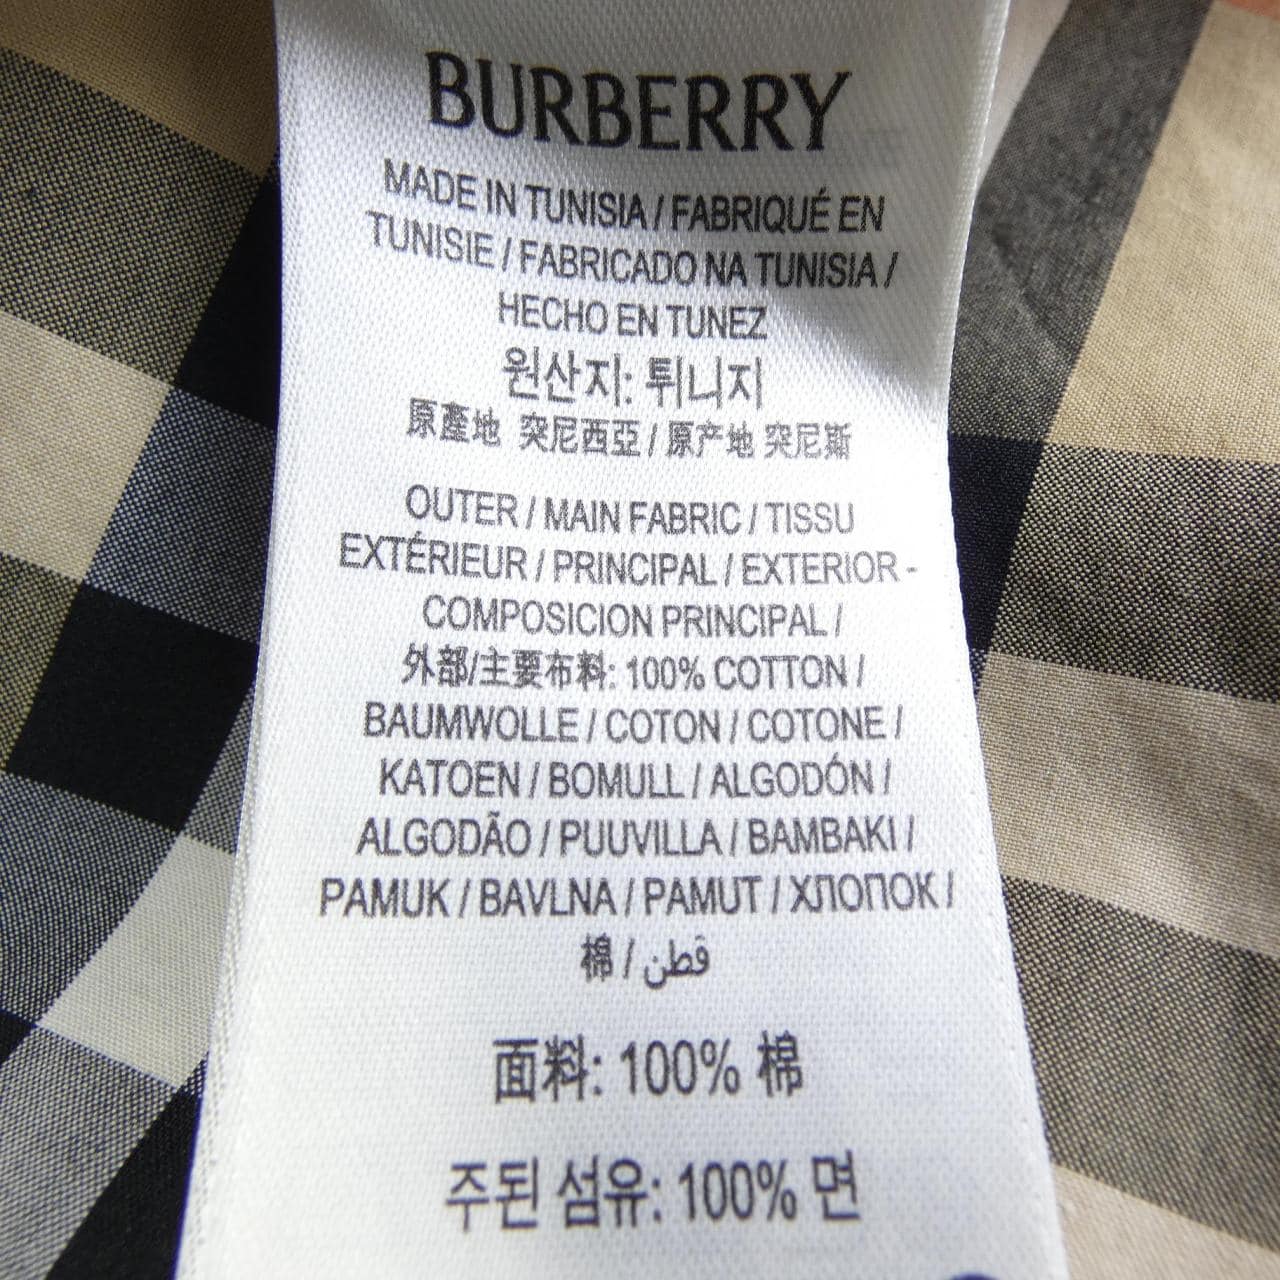 BURBERRY
MADE IN TUNISIA / FABRIQUÉ EN
TUNISIE / FABRICADO NA TUNISIA /
HECHO EN TUNEZ
원산지: 튀니지
原產地 突尼西亞 / 原产地 突尼斯
OUTER / MAIN FABRIC / TISSU
EXTÉRIEUR / PRINCIPAL / EXTERIOR -
COMPOSICION PRINCIPAL /
外部/主要布料: 100% COTTON /
BAUMWOLLE / COTON / COTONE /
KATOEN / BOMULL / ALGODÓN /
ALGODÃO / PUUVILLA / BAMBAKI /
PAMUK / BAVLNA / PAMUT / ХЛОПОК /
棉 / قطن
面料: 100% 棉
주된 섬유: 100% 면